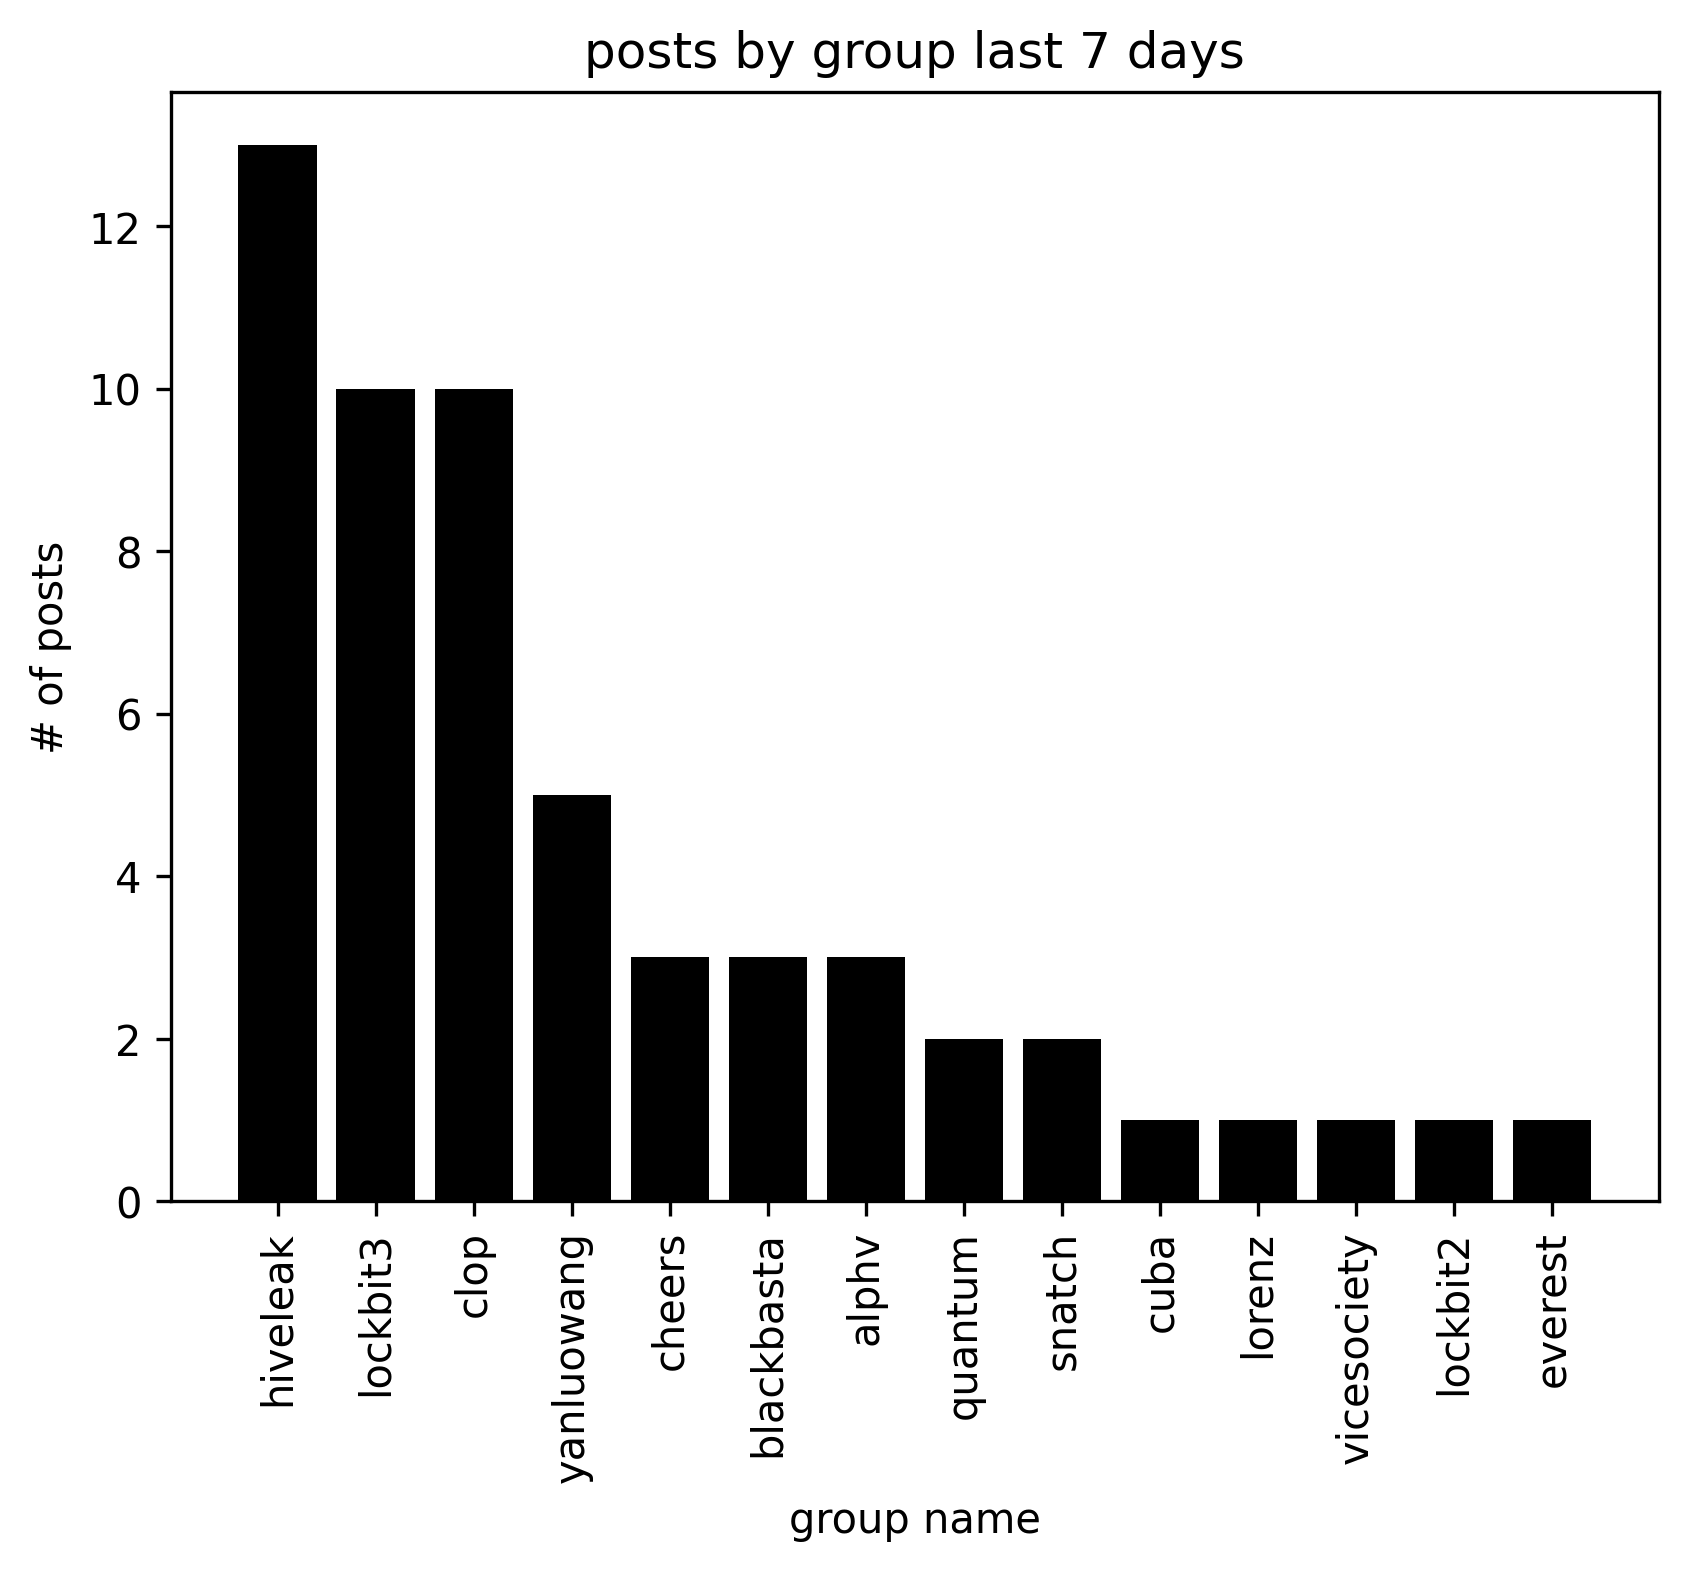 posts by group last 7 days
# of posts
12
10
8
6
4
2
0
hiveleak
lockbit3
clop
yanluowang
cheers
blackbasta
alphv
quantum
snatch
cuba
lorenz
vicesociety
lockbit2
everest
group name